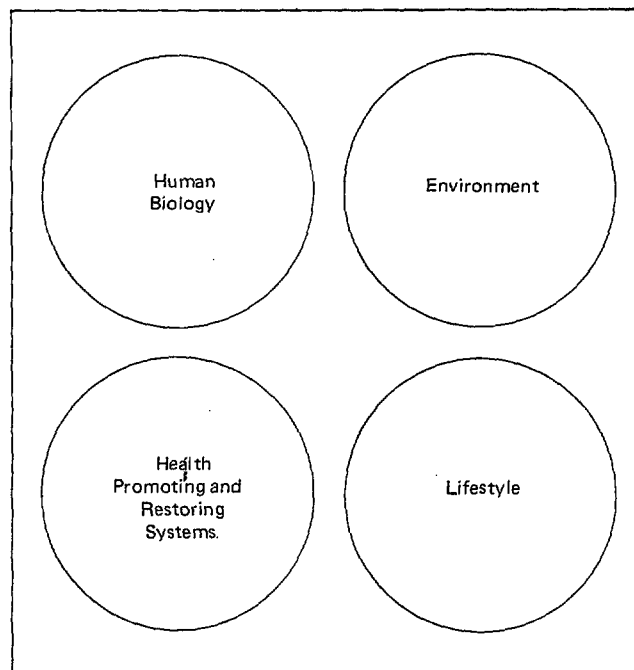 Human
Biology
Environment
Health
Promoting and
Restoring
Systems.
Lifestyle